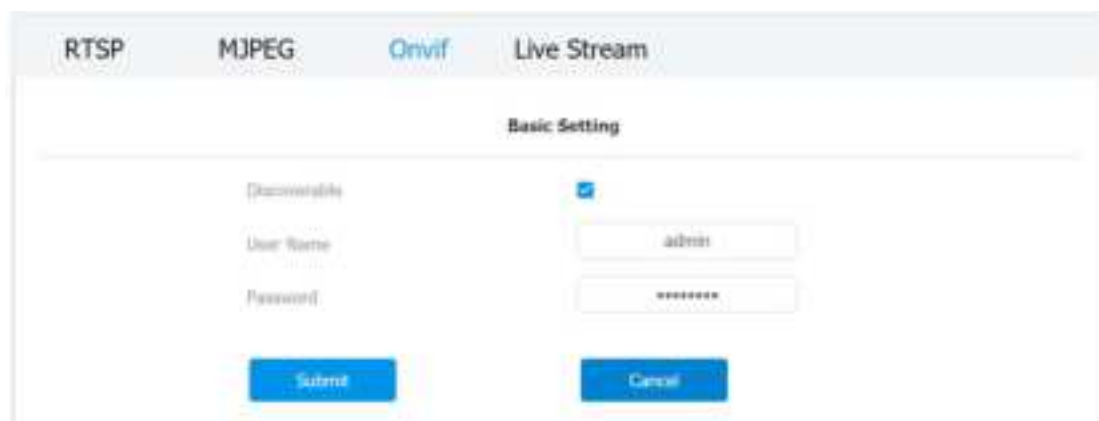 RTSP MJPEG Onvif Live Stream
Basic Setting
Discoverable
User Name admin
Password ********
Submit Cancel